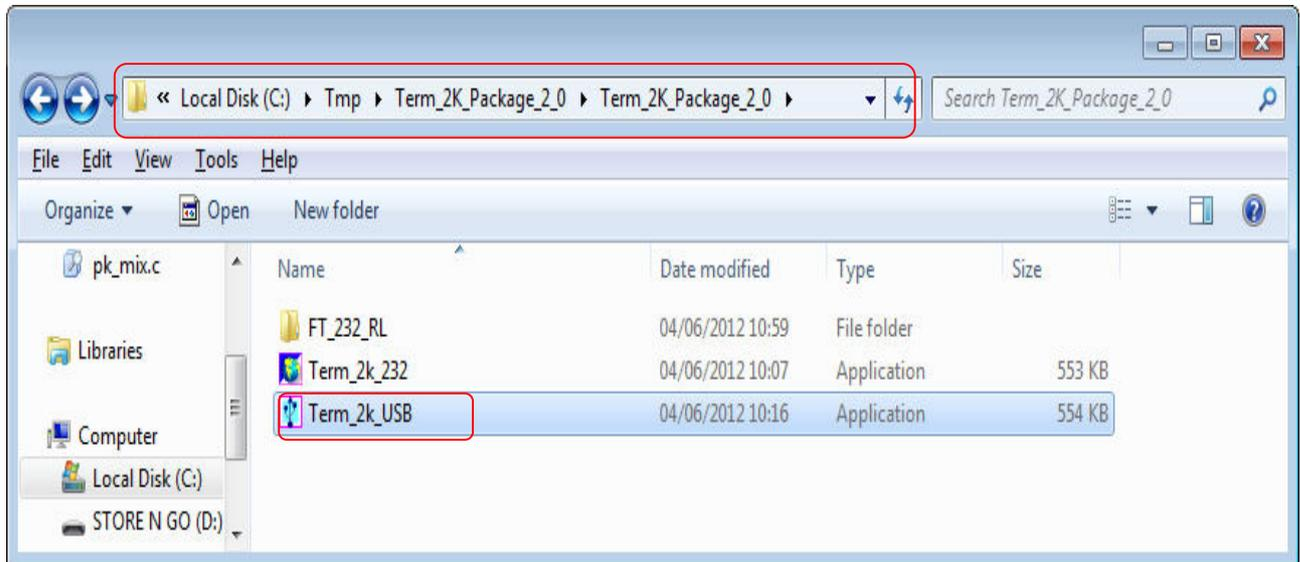 « Local Disk (C:) ▸ Tmp ▸ Term_2K_Package_2_0 ▸ Term_2K_Package_2_0 ▸
Search Term_2K_Package_2_0
File Edit View Tools Help
Organize ▾ Open New folder
pk_mix.c
Libraries
Computer
Local Disk (C:)
STORE N GO (D:)
Name Date modified Type Size
FT_232_RL 04/06/2012 10:59 File folder
Term_2k_232 04/06/2012 10:07 Application 553 KB
Term_2k_USB 04/06/2012 10:16 Application 554 KB